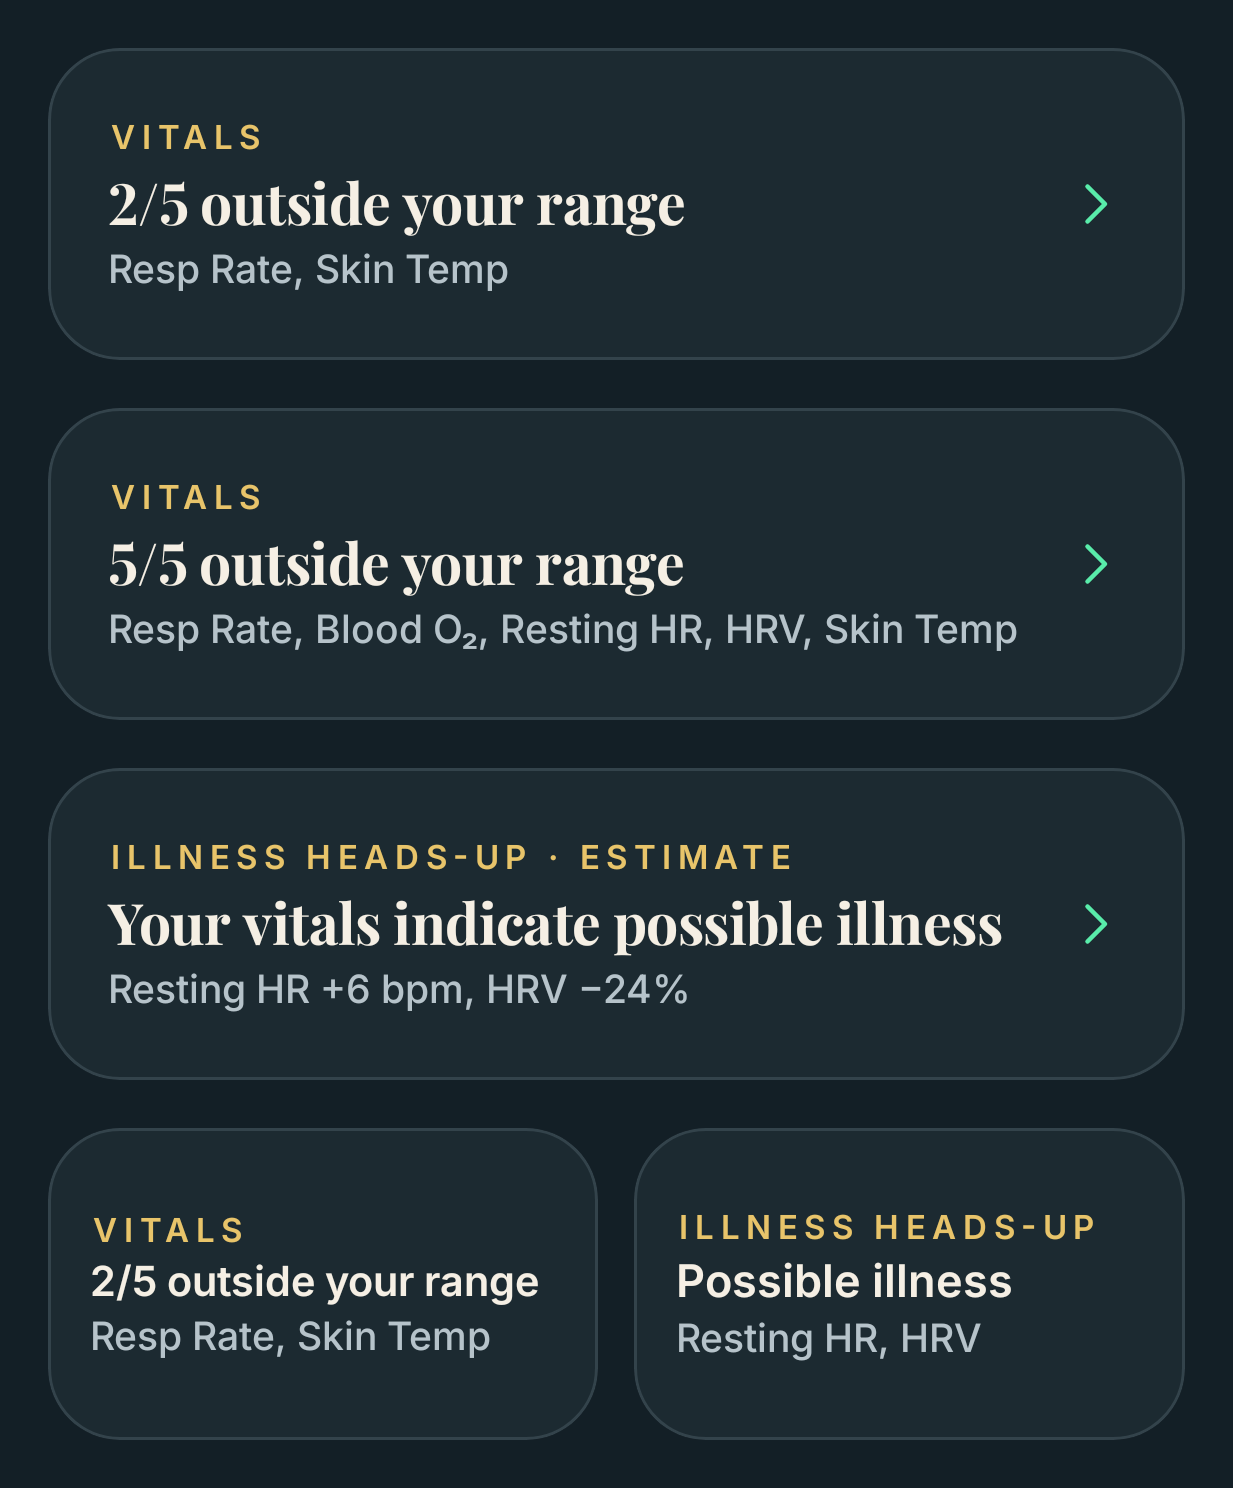 VITALS
2/5 outside your range
Resp Rate, Skin Temp
VITALS
5/5 outside your range
Resp Rate, Blood O₂, Resting HR, HRV, Skin Temp
ILLNESS HEADS-UP · ESTIMATE
Your vitals indicate possible illness
Resting HR +6 bpm, HRV −24%
VITALS
2/5 outside your range
Resp Rate, Skin Temp
ILLNESS HEADS-UP
Possible illness
Resting HR, HRV